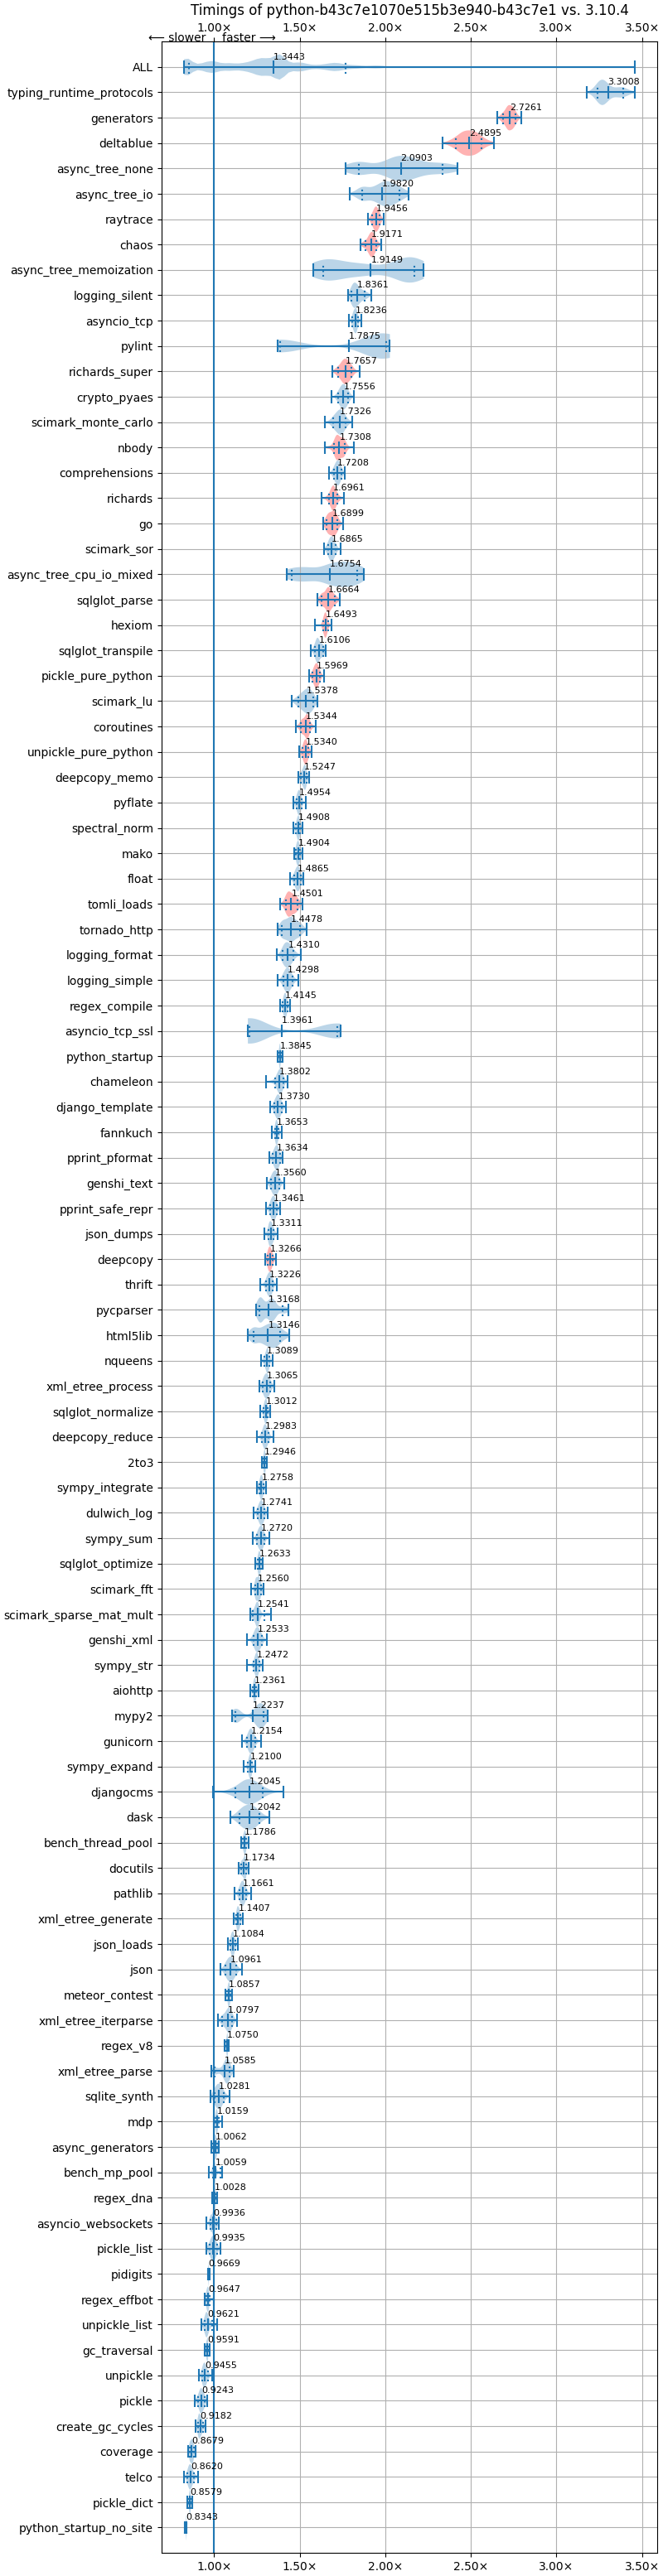 Timings of python-b43c7e1070e515b3e940-b43c7e1 vs. 3.10.4
1.00× 1.50× 2.00× 2.50× 3.00× 3.50×
⟵ slower faster ⟶
ALL 1.3443
typing_runtime_protocols 3.3008
generators 2.7261
deltablue 2.4895
async_tree_none 2.0903
async_tree_io 1.9820
raytrace 1.9456
chaos 1.9171
async_tree_memoization 1.9149
logging_silent 1.8361
asyncio_tcp 1.8236
pylint 1.7875
richards_super 1.7657
crypto_pyaes 1.7556
scimark_monte_carlo 1.7326
nbody 1.7308
comprehensions 1.7208
richards 1.6961
go 1.6899
scimark_sor 1.6865
async_tree_cpu_io_mixed 1.6754
sqlglot_parse 1.6664
hexiom 1.6493
sqlglot_transpile 1.6106
pickle_pure_python 1.5969
scimark_lu 1.5378
coroutines 1.5344
unpickle_pure_python 1.5340
deepcopy_memo 1.5247
pyflate 1.4954
spectral_norm 1.4908
mako 1.4904
float 1.4865
tomli_loads 1.4501
tornado_http 1.4478
logging_format 1.4310
logging_simple 1.4298
regex_compile 1.4145
asyncio_tcp_ssl 1.3961
python_startup 1.3845
chameleon 1.3802
django_template 1.3730
fannkuch 1.3653
pprint_pformat 1.3634
genshi_text 1.3560
pprint_safe_repr 1.3461
json_dumps 1.3311
deepcopy 1.3266
thrift 1.3226
pycparser 1.3168
html5lib 1.3146
nqueens 1.3089
xml_etree_process 1.3065
sqlglot_normalize 1.3012
deepcopy_reduce 1.2983
2to3 1.2946
sympy_integrate 1.2758
dulwich_log 1.2741
sympy_sum 1.2720
sqlglot_optimize 1.2633
scimark_fft 1.2560
scimark_sparse_mat_mult 1.2541
genshi_xml 1.2533
sympy_str 1.2472
aiohttp 1.2361
mypy2 1.2237
gunicorn 1.2154
sympy_expand 1.2100
djangocms 1.2045
dask 1.2042
bench_thread_pool 1.1786
docutils 1.1734
pathlib 1.1661
xml_etree_generate 1.1407
json_loads 1.1084
json 1.0961
meteor_contest 1.0857
xml_etree_iterparse 1.0797
regex_v8 1.0750
xml_etree_parse 1.0585
sqlite_synth 1.0281
mdp 1.0159
async_generators 1.0062
bench_mp_pool 1.0059
regex_dna 1.0028
asyncio_websockets 0.9936
pickle_list 0.9935
pidigits 0.9669
regex_effbot 0.9647
unpickle_list 0.9621
gc_traversal 0.9591
unpickle 0.9455
pickle 0.9243
create_gc_cycles 0.9182
coverage 0.8679
telco 0.8620
pickle_dict 0.8579
python_startup_no_site 0.8343
1.00× 1.50× 2.00× 2.50× 3.00× 3.50×